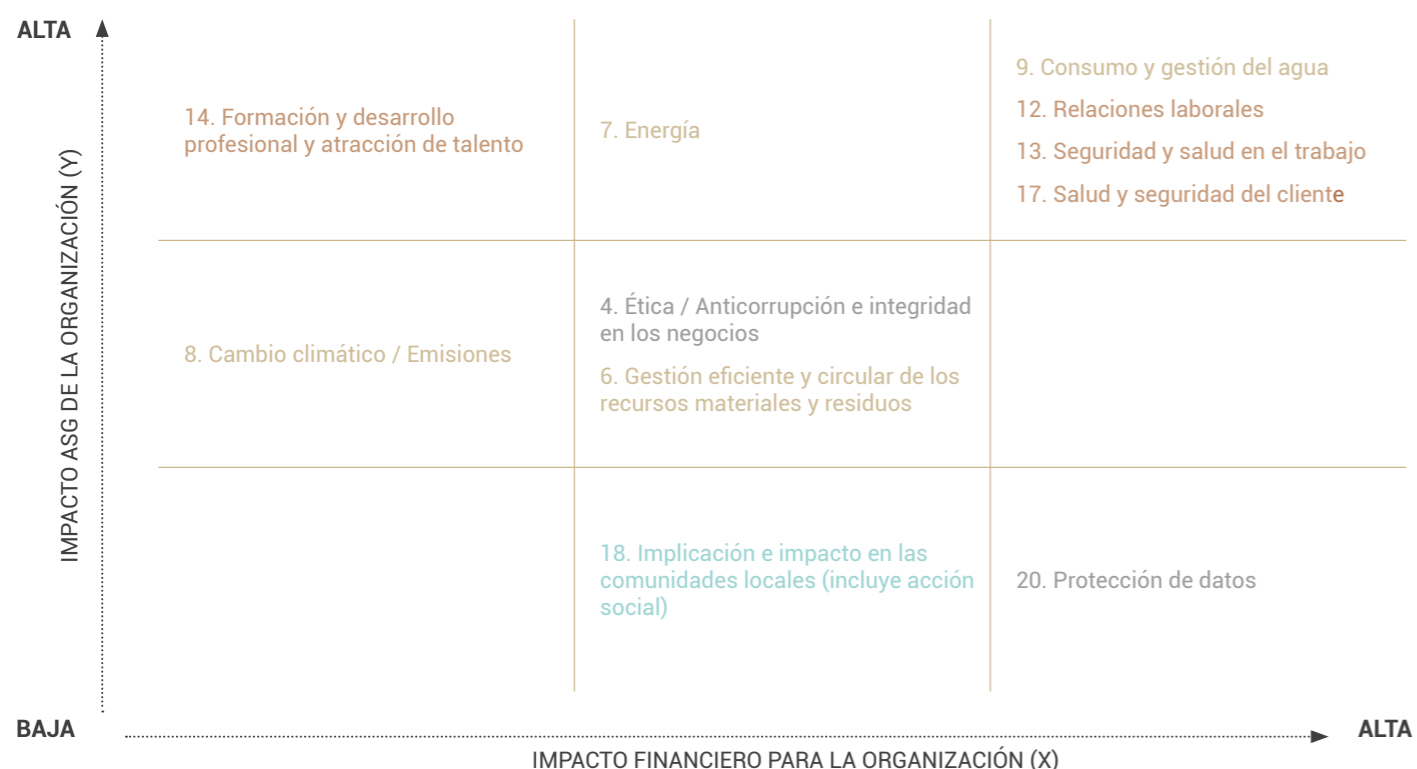 ALTA
14. Formación y desarrollo
profesional y atracción de talento
7. Energía
9. Consumo y gestión del agua
12. Relaciones laborales
13. Seguridad y salud en el trabajo
17. Salud y seguridad del cliente
IMPACTO ASG DE LA ORGANIZACIÓN (Y)
8. Cambio climático / Emisiones
4. Ética / Anticorrupción e integridad
en los negocios
6. Gestión eficiente y circular de los
recursos materiales y residuos
18. Implicación e impacto en las
comunidades locales (incluye acción
social)
20. Protección de datos
BAJA
ALTA
IMPACTO FINANCIERO PARA LA ORGANIZACIÓN (X)